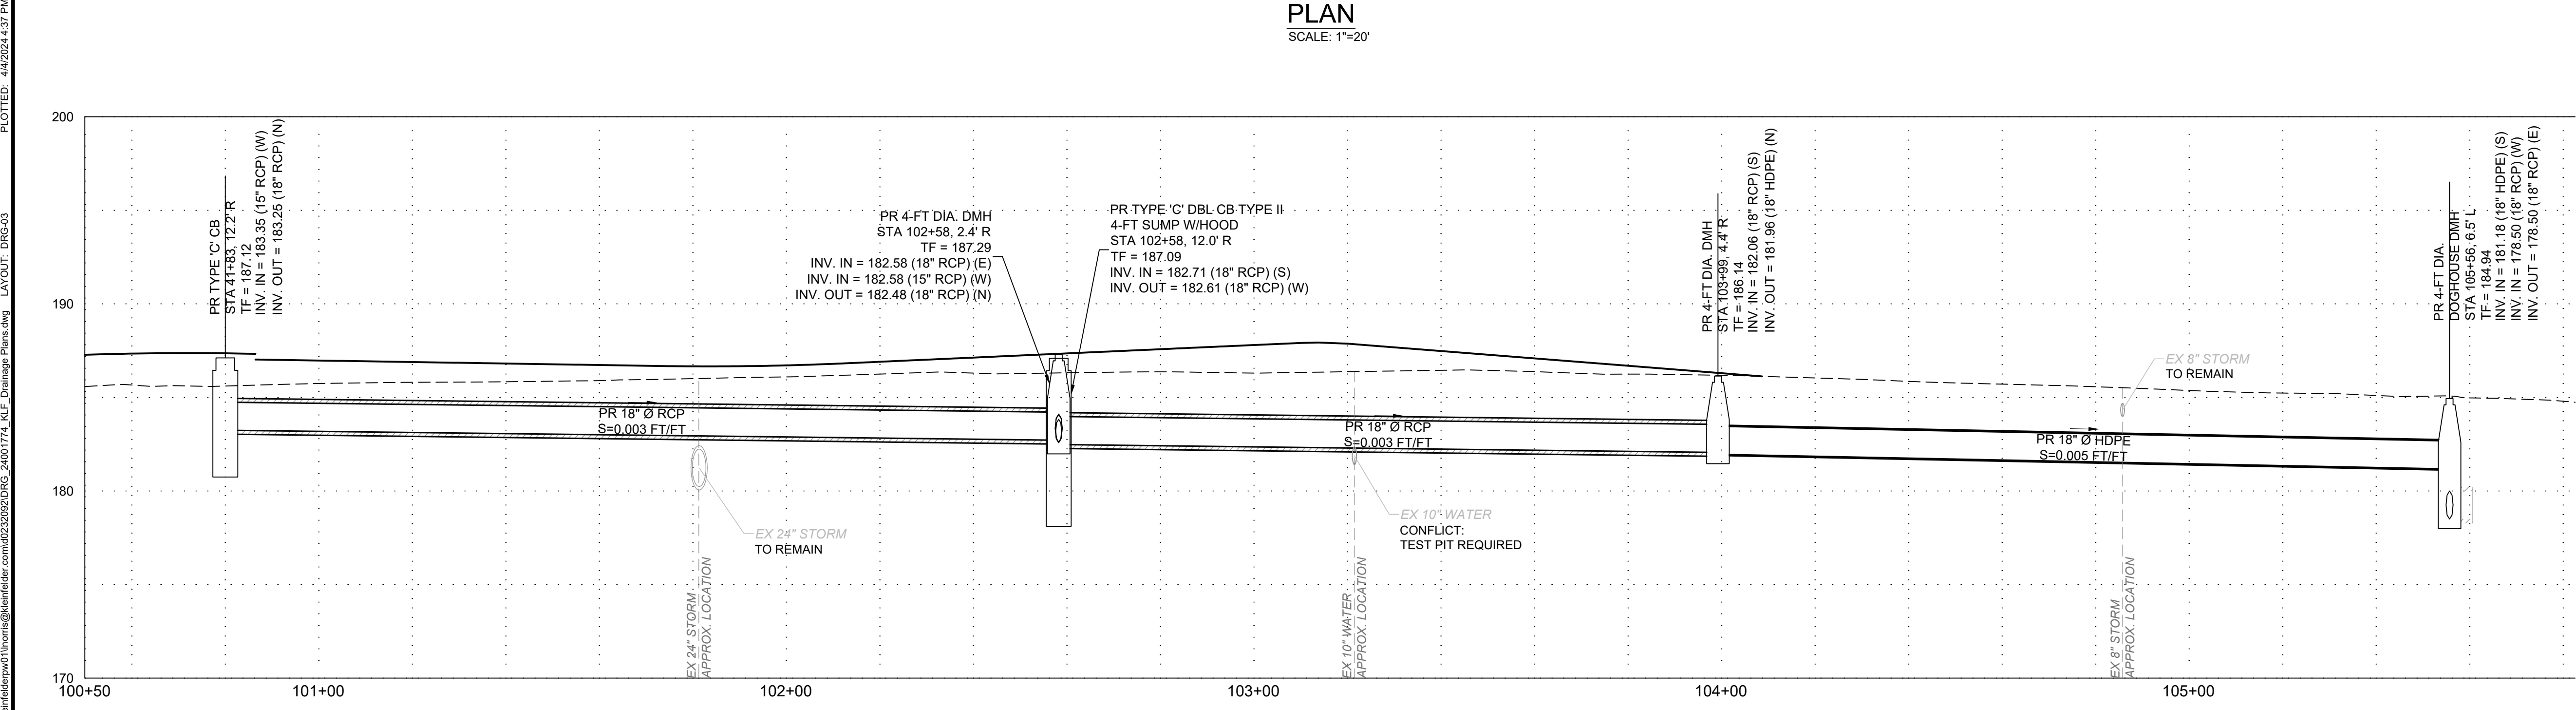 PLAN
SCALE: 1"=20'
PLOTTED: 4/4/2024 4:37 PM
LAYOUT: DRG-03
einfelderpw01\lnorris@kleinfelder.com\d0232092\DRG_24001774_KLF_Drainage Plans.dwg
200
190
180
170
PR TYPE 'C' CB
STA 41+83, 12.2' R
TF = 187.12
INV. IN = 183.35 (15" RCP) (W)
INV. OUT = 183.25 (18" RCP) (N)
PR 4-FT DIA. DMH
STA 102+58, 2.4' R
TF = 187.29
INV. IN = 182.58 (18" RCP) (E)
INV. IN = 182.58 (15" RCP) (W)
INV. OUT = 182.48 (18" RCP) (N)
PR TYPE 'C' DBL CB TYPE II
4-FT SUMP W/HOOD
STA 102+58, 12.0' R
TF = 187.09
INV. IN = 182.71 (18" RCP) (S)
INV. OUT = 182.61 (18" RCP) (W)
PR 4-FT DIA. DMH
STA 103+99, 4.4' R
TF = 186.14
INV. IN = 182.06 (18" RCP) (S)
INV. OUT = 181.96 (18" HDPE) (N)
PR 4-FT DIA.
DOGHOUSE DMH
STA 105+56, 6.5' L
TF = 184.94
INV. IN = 181.18 (18" HDPE) (S)
INV. IN = 178.50 (18" RCP) (W)
INV. OUT = 178.50 (18" RCP) (E)
PR 18" Ø RCP
S=0.003 FT/FT
PR 18" Ø RCP
S=0.003 FT/FT
PR 18" Ø HDPE
S=0.005 FT/FT
EX 8" STORM
TO REMAIN
EX 24" STORM
TO REMAIN
EX 10" WATER
CONFLICT:
TEST PIT REQUIRED
EX 24" STORM
APPROX. LOCATION
EX 10" WATER
APPROX. LOCATION
EX 8" STORM
APPROX. LOCATION
100+50
101+00
102+00
103+00
104+00
105+00